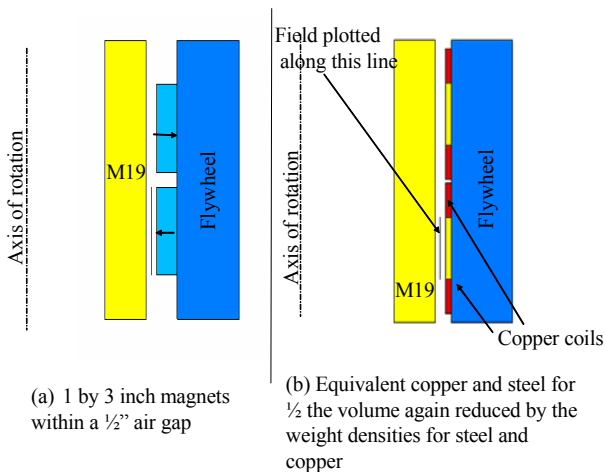 Axis of rotation
M19
Flywheel
(a) 1 by 3 inch magnets
within a ½” air gap
Field plotted
along this line
Axis of rotation
M19
Flywheel
Copper coils
(b) Equivalent copper and steel for
½ the volume again reduced by the
weight densities for steel and
copper